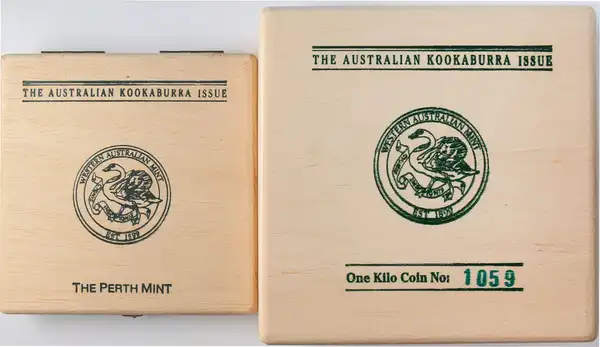 THE AUSTRALIAN KOOKABURRA ISSUE
WESTERN AUSTRALIAN MINT
EST 1899
THE PERTH MINT
THE AUSTRALIAN KOOKABURRA ISSUE
WESTERN AUSTRALIAN MINT
EST 1899
One Kilo Coin No: 1059